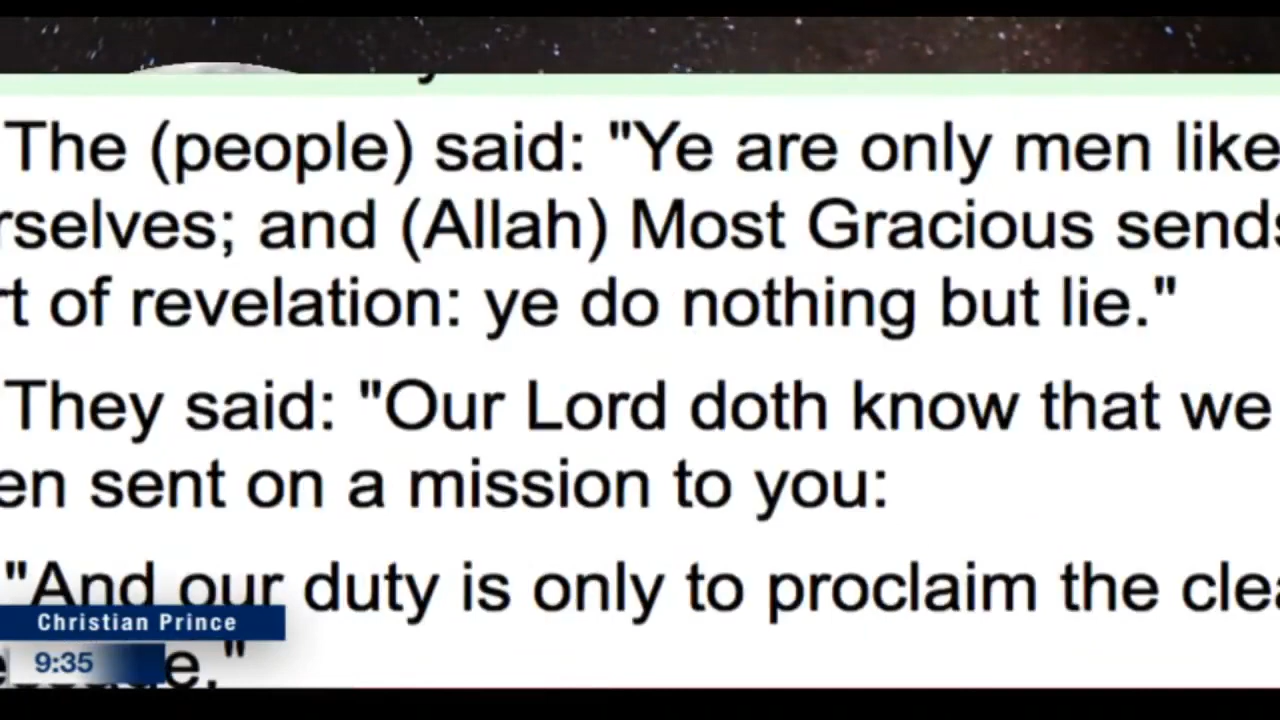 The (people) said: "Ye are only men like
rselves; and (Allah) Most Gracious sends
rt of revelation: ye do nothing but lie."
They said: "Our Lord doth know that we
en sent on a mission to you:
"And our duty is only to proclaim the clea
Christian Prince
9:35